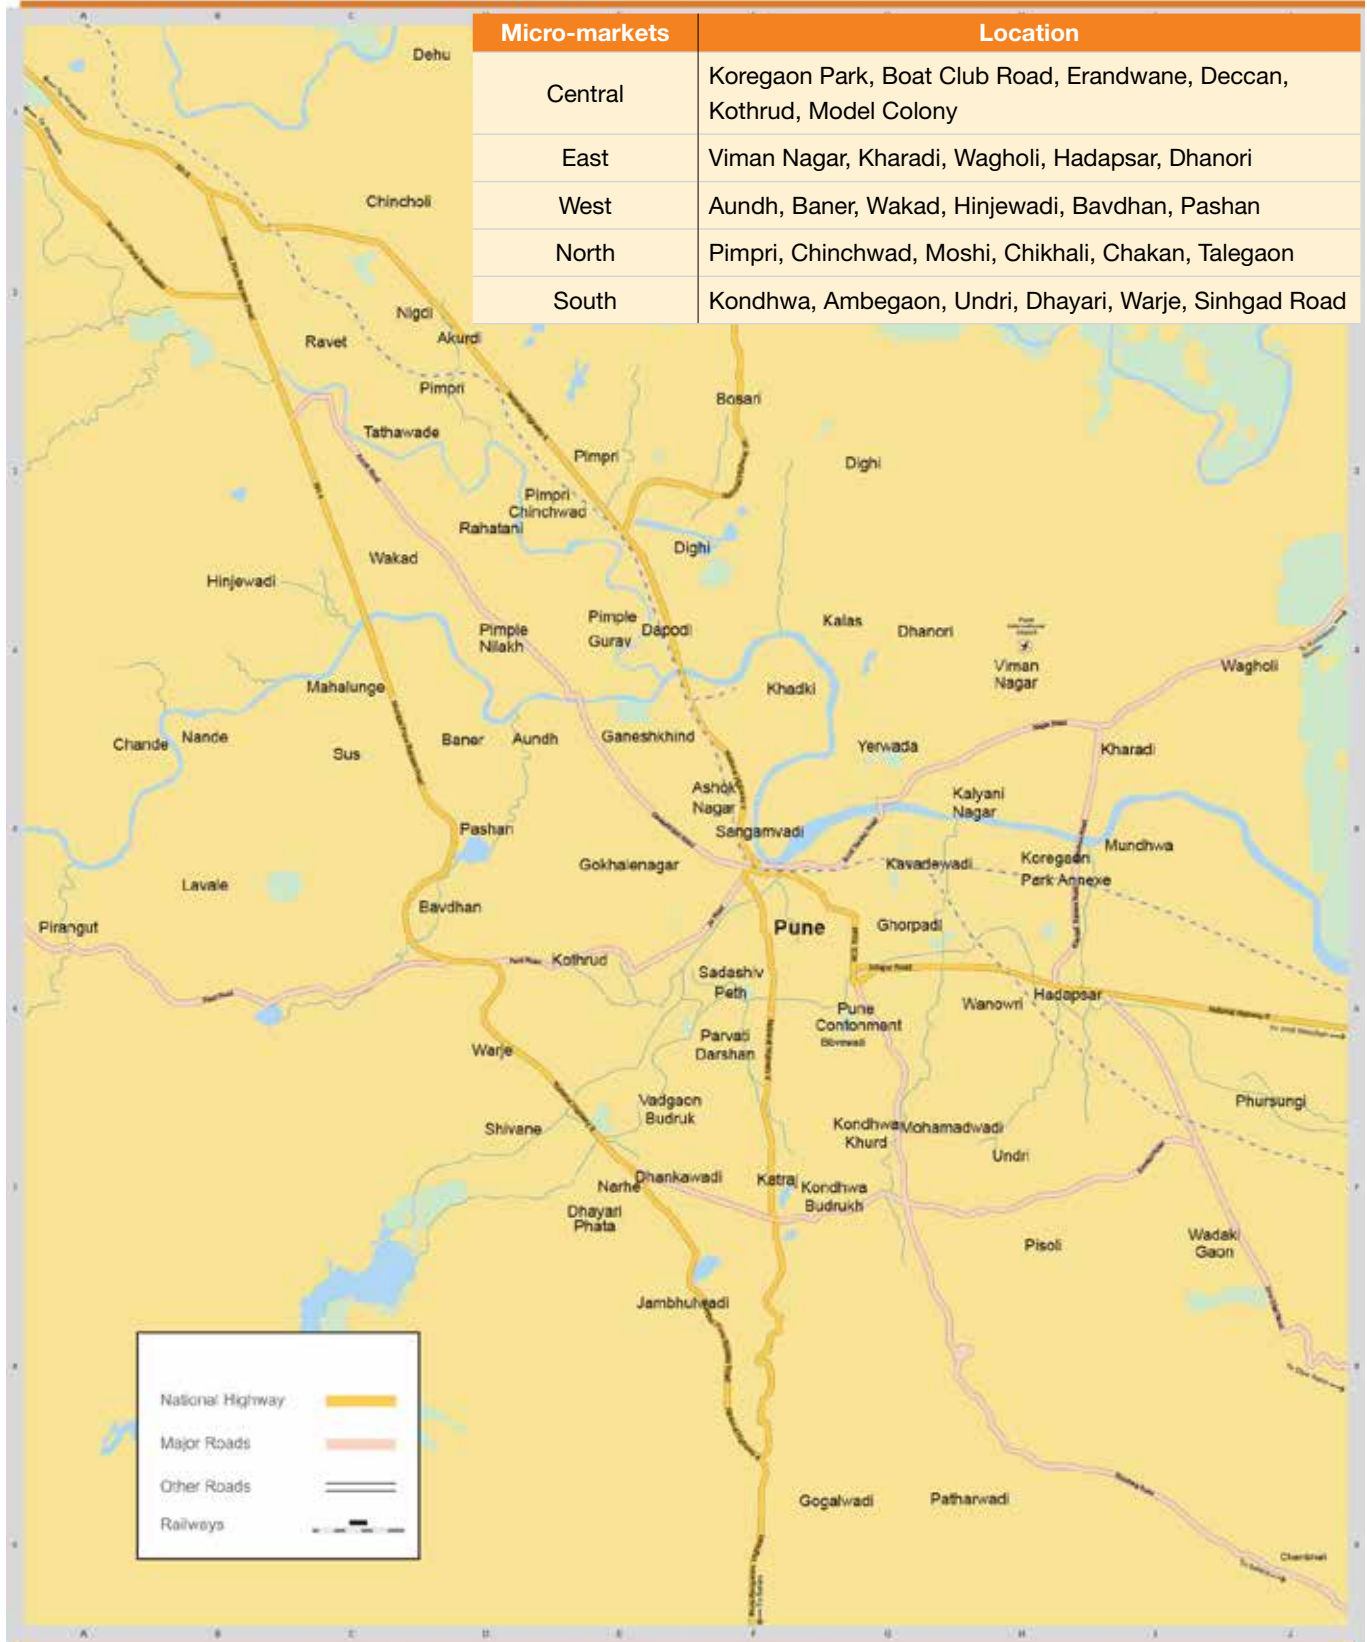 Micro-markets Location
Central Koregaon Park, Boat Club Road, Erandwane, Deccan,
Kothrud, Model Colony
East Viman Nagar, Kharadi, Wagholi, Hadapsar, Dhanori
West Aundh, Baner, Wakad, Hinjewadi, Bavdhan, Pashan
North Pimpri, Chinchwad, Moshi, Chikhali, Chakan, Talegaon
South Kondhwa, Ambegaon, Undri, Dhayari, Warje, Sinhgad Road
Dehu
Chincholi
Nigdi
Ravet
Akurdi
Pimpri
Bosari
Tathawade
Pimpri
Dighi
Pimpri
Chinchwad
Rahatani
Dighi
Wakad
Hinjewadi
Pimple
Gurav
Dapodi
Kalas
Dhanori
Pimple
Nilakh
Viman
Nagar
Wagholi
Mahalunge
Khadki
Chande
Nande
Sus
Baner
Aundh
Ganeshkhind
Yerwada
Kharadi
Ashok
Nagar
Kalyani
Nagar
Pashan
Sangamvadi
Mundhwa
Gokhalenagar
Kavadewadi
Koregaon
Park Annexe
Lavale
Bavdhan
Pirangut
Pune
Ghorpadi
Kothrud
Sadashiv
Peth
Hadapsar
Wanowri
Pune
Contonment
Parvati
Darshan
Warje
Vadgaon
Budruk
Phursungi
Shivane
Kondhwa
Khurd
Mohamadwadi
Undri
Dhankawadi
Narhe
Katraj
Kondhwa
Budrukh
Dhayari
Phata
Wadaki
Gaon
Pisoli
Jambhulwadi
National Highway
Major Roads
Other Roads
Railways
Gogalwadi
Patharwadi